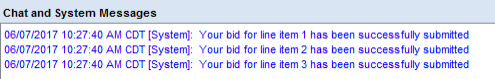 Chat and System Messages
06/07/2017 10:27:40 AM CDT [System]: Your bid for line item 1 has been successfully submitted
06/07/2017 10:27:40 AM CDT [System]: Your bid for line item 2 has been successfully submitted
06/07/2017 10:27:40 AM CDT [System]: Your bid for line item 3 has been successfully submitted